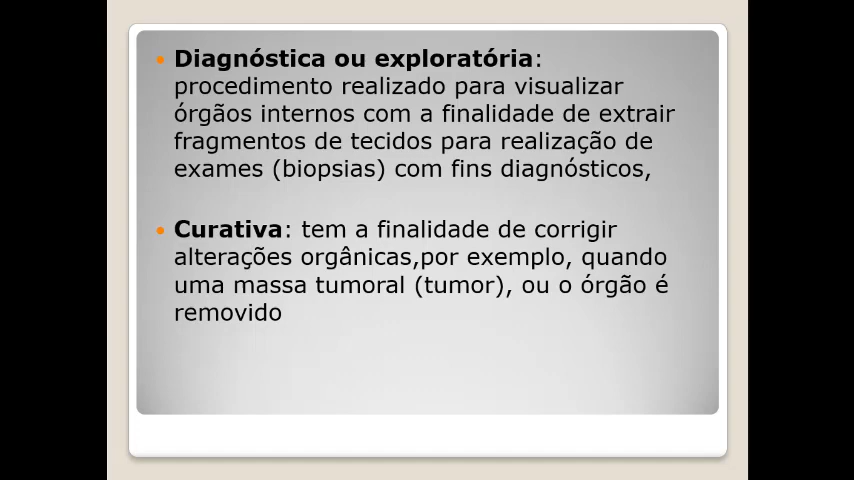 Diagnóstica ou exploratória:
procedimento realizado para visualizar
órgãos internos com a finalidade de extrair
fragmentos de tecidos para realização de
exames (biopsias) com fins diagnósticos,
Curativa: tem a finalidade de corrigir
alterações orgânicas,por exemplo, quando
uma massa tumoral (tumor), ou o órgão é
removido